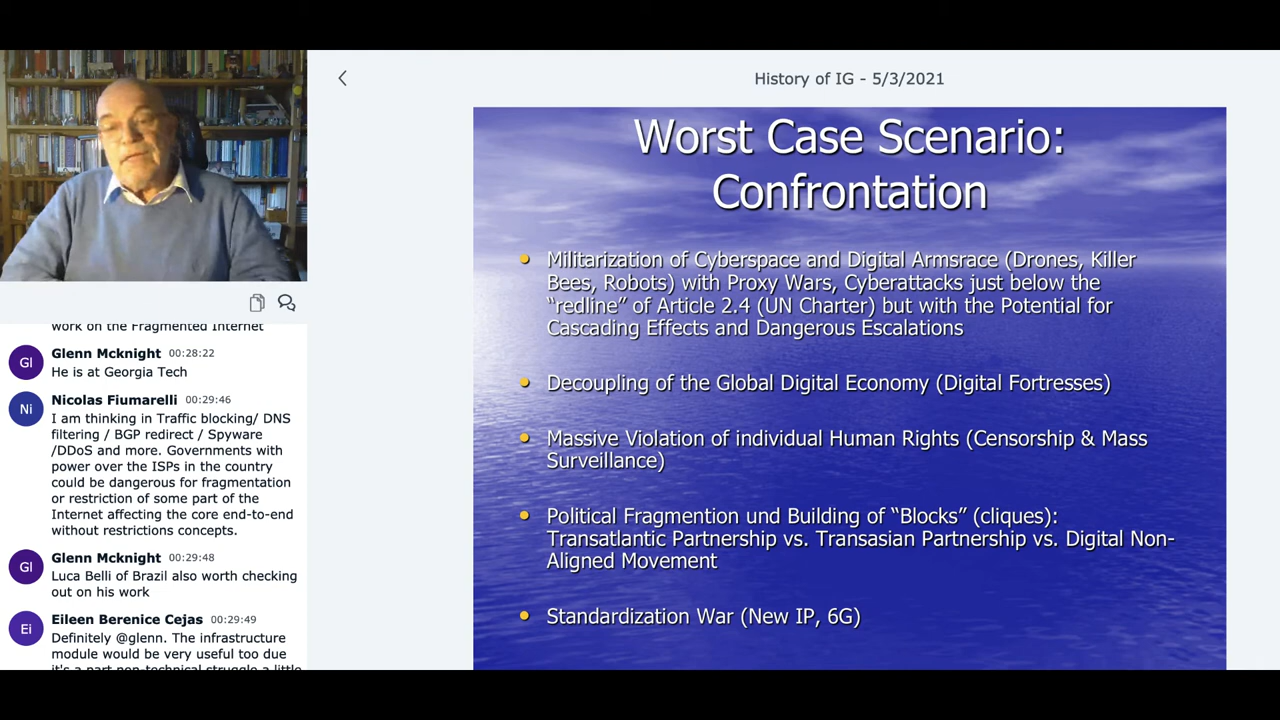 History of IG - 5/3/2021
Worst Case Scenario:
Confrontation
Militarization of Cyberspace and Digital Armsrace (Drones, Killer
Bees, Robots) with Proxy Wars, Cyberattacks just below the
“redline” of Article 2.4 (UN Charter) but with the Potential for
Cascading Effects and Dangerous Escalations
Decoupling of the Global Digital Economy (Digital Fortresses)
Massive Violation of individual Human Rights (Censorship & Mass
Surveillance)
Political Fragmention und Building of “Blocks” (cliques):
Transatlantic Partnership vs. Transasian Partnership vs. Digital Non-
Aligned Movement
Standardization War (New IP, 6G)
work on the Fragmented Internet
Gl
Glenn Mcknight 00:28:22
He is at Georgia Tech
Ni
Nicolas Fiumarelli 00:29:46
I am thinking in Traffic blocking/ DNS
filtering / BGP redirect / Spyware
/DDoS and more. Governments with
power over the ISPs in the country
could be dangerous for fragmentation
or restriction of some part of the
Internet affecting the core end-to-end
without restrictions concepts.
Gl
Glenn Mcknight 00:29:48
Luca Belli of Brazil also worth checking
out on his work
Ei
Eileen Berenice Cejas 00:29:49
Definitely @glenn. The infrastructure
module would be very useful too due
it's a part non-technical struggle a little